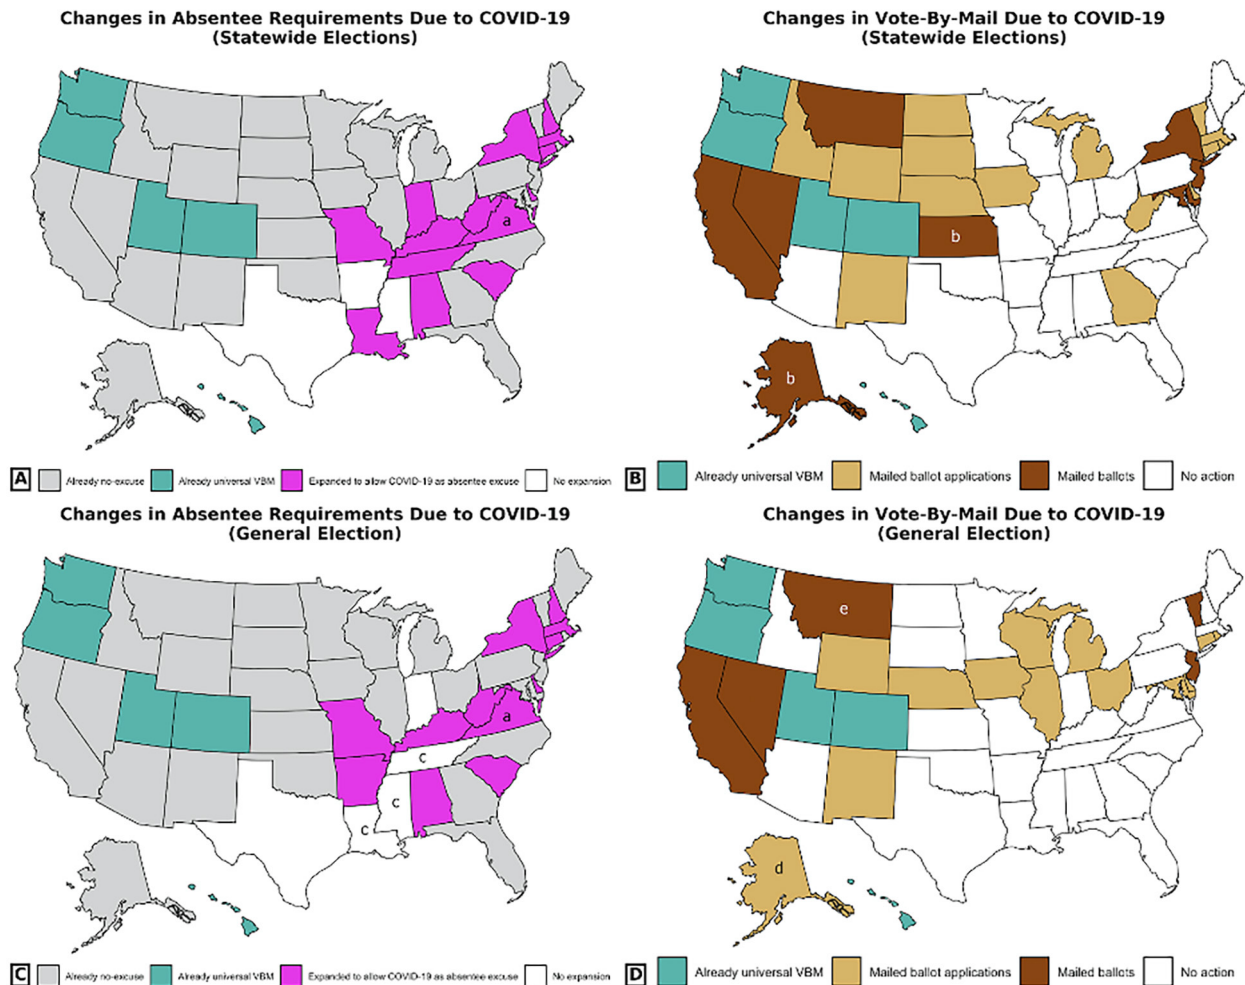 Changes in Absentee Requirements Due to COVID-19
(Statewide Elections)
a
A
Already no-excuse
Already universal VBM
Expanded to allow COVID-19 as absentee excuse
No expansion
Changes in Vote-By-Mail Due to COVID-19
(Statewide Elections)
b
b
B
Already universal VBM
Mailed ballot applications
Mailed ballots
No action
Changes in Absentee Requirements Due to COVID-19
(General Election)
a
c
c
c
C
Already no-excuse
Already universal VBM
Expanded to allow COVID-19 as absentee excuse
No expansion
Changes in Vote-By-Mail Due to COVID-19
(General Election)
e
d
D
Already universal VBM
Mailed ballot applications
Mailed ballots
No action